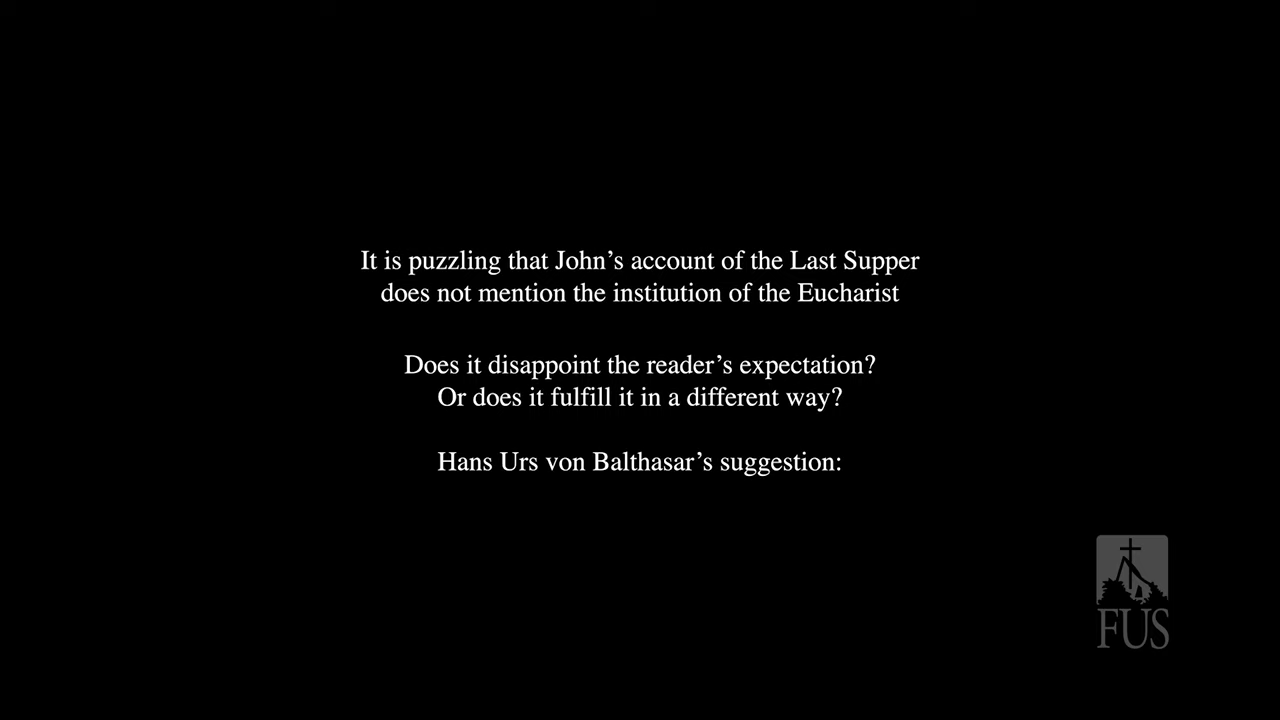 It is puzzling that John’s account of the Last Supper
does not mention the institution of the Eucharist
Does it disappoint the reader’s expectation?
Or does it fulfill it in a different way?
Hans Urs von Balthasar’s suggestion:
FUS